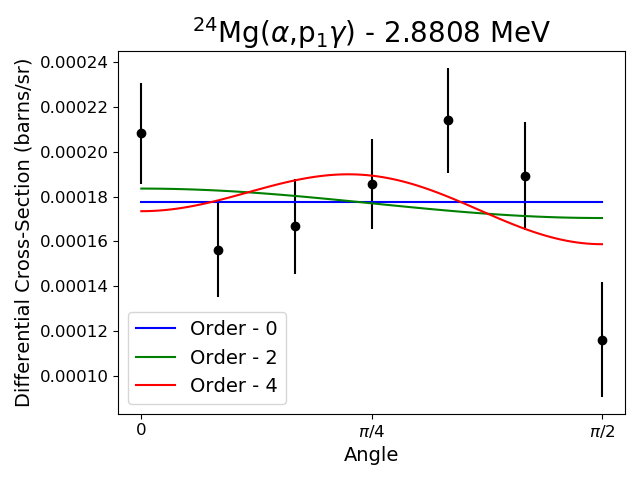 ²⁴Mg(α,p₁γ) - 2.8808 MeV
Differential Cross-Section (barns/sr)
0.00024
0.00022
0.00020
0.00018
0.00016
0.00014
0.00012
0.00010
Order - 0
Order - 2
Order - 4
0
π/4
π/2
Angle